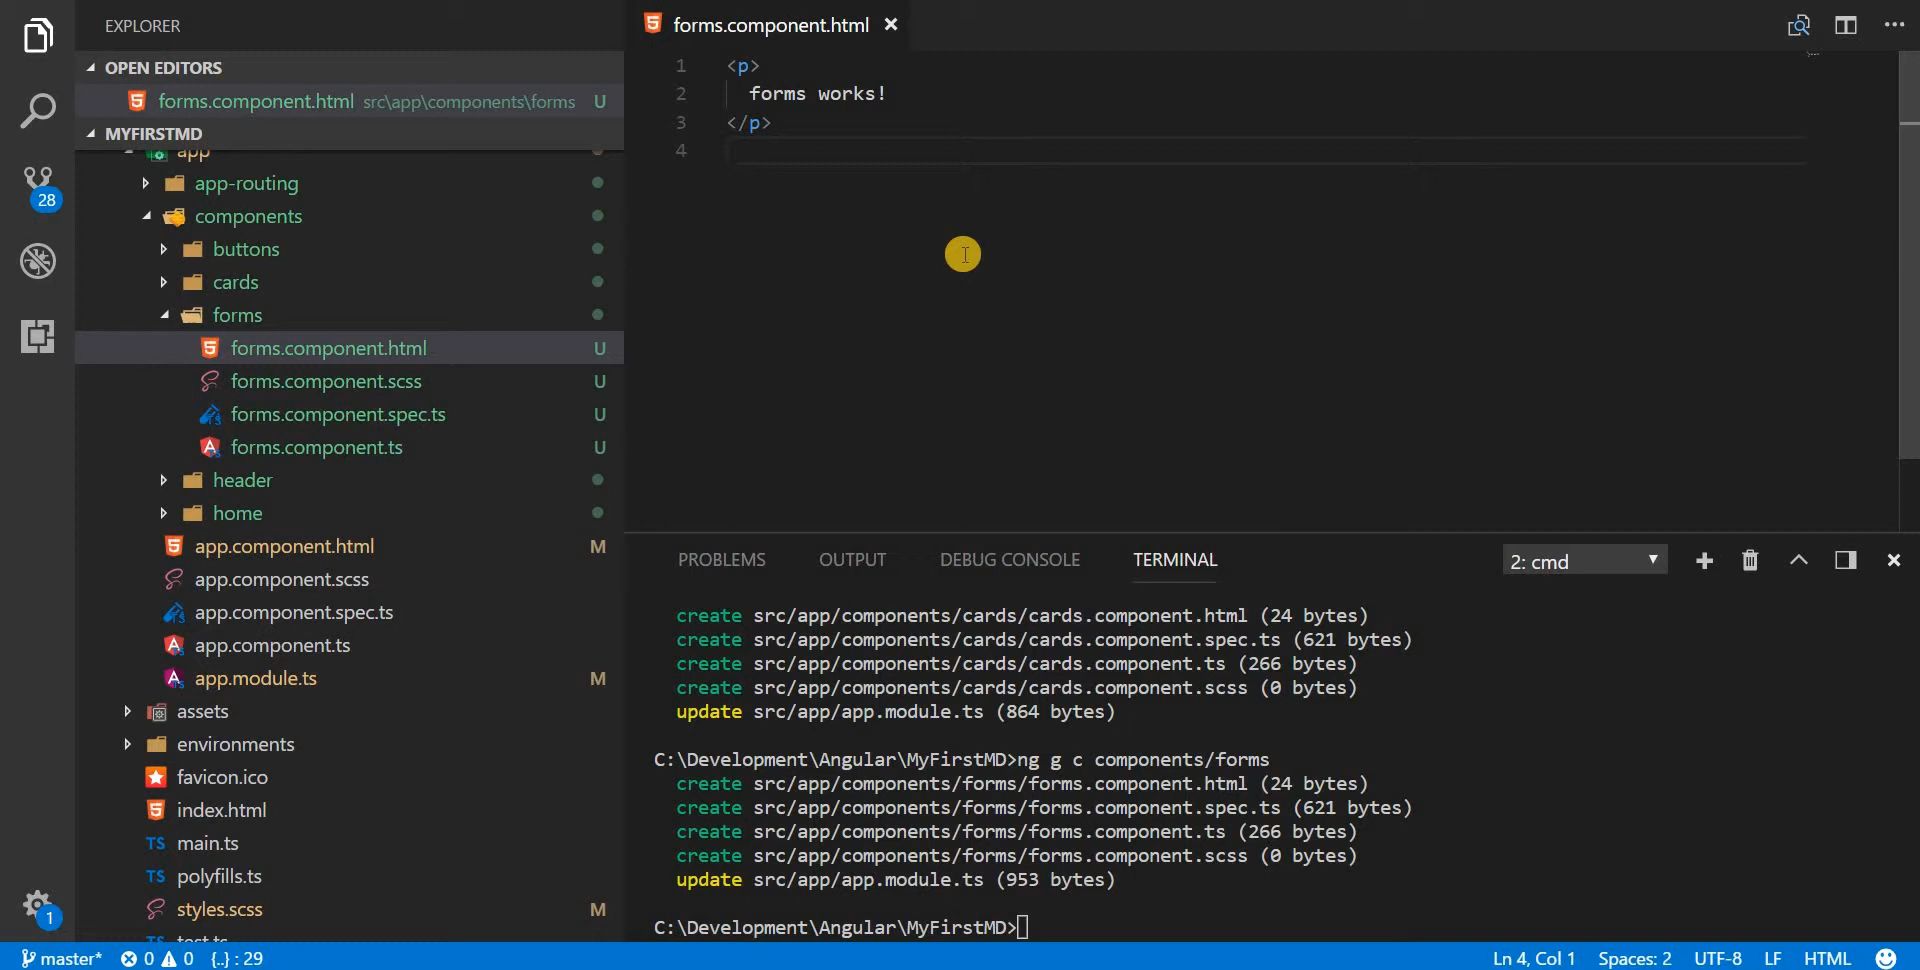 EXPLORER
OPEN EDITORS
forms.component.html src\app\components\forms U
MYFIRSTMD
app
app-routing
components
buttons
cards
forms
forms.component.html U
forms.component.scss U
forms.component.spec.ts U
forms.component.ts U
header
home
app.component.html M
app.component.scss
app.component.spec.ts
app.component.ts
app.module.ts M
assets
environments
favicon.ico
index.html
TS main.ts
TS polyfills.ts
styles.scss M
TS test.ts
28
1
forms.component.html
1 <p>
2 forms works!
3 </p>
4
PROBLEMS OUTPUT DEBUG CONSOLE TERMINAL 2: cmd
create src/app/components/cards/cards.component.html (24 bytes)
create src/app/components/cards/cards.component.spec.ts (621 bytes)
create src/app/components/cards/cards.component.ts (266 bytes)
create src/app/components/cards/cards.component.scss (0 bytes)
update src/app/app.module.ts (864 bytes)
C:\Development\Angular\MyFirstMD>ng g c components/forms
create src/app/components/forms/forms.component.html (24 bytes)
create src/app/components/forms/forms.component.spec.ts (621 bytes)
create src/app/components/forms/forms.component.ts (266 bytes)
create src/app/components/forms/forms.component.scss (0 bytes)
update src/app/app.module.ts (953 bytes)
C:\Development\Angular\MyFirstMD>
master* 0 0 {..} : 29 Ln 4, Col 1 Spaces: 2 UTF-8 LF HTML